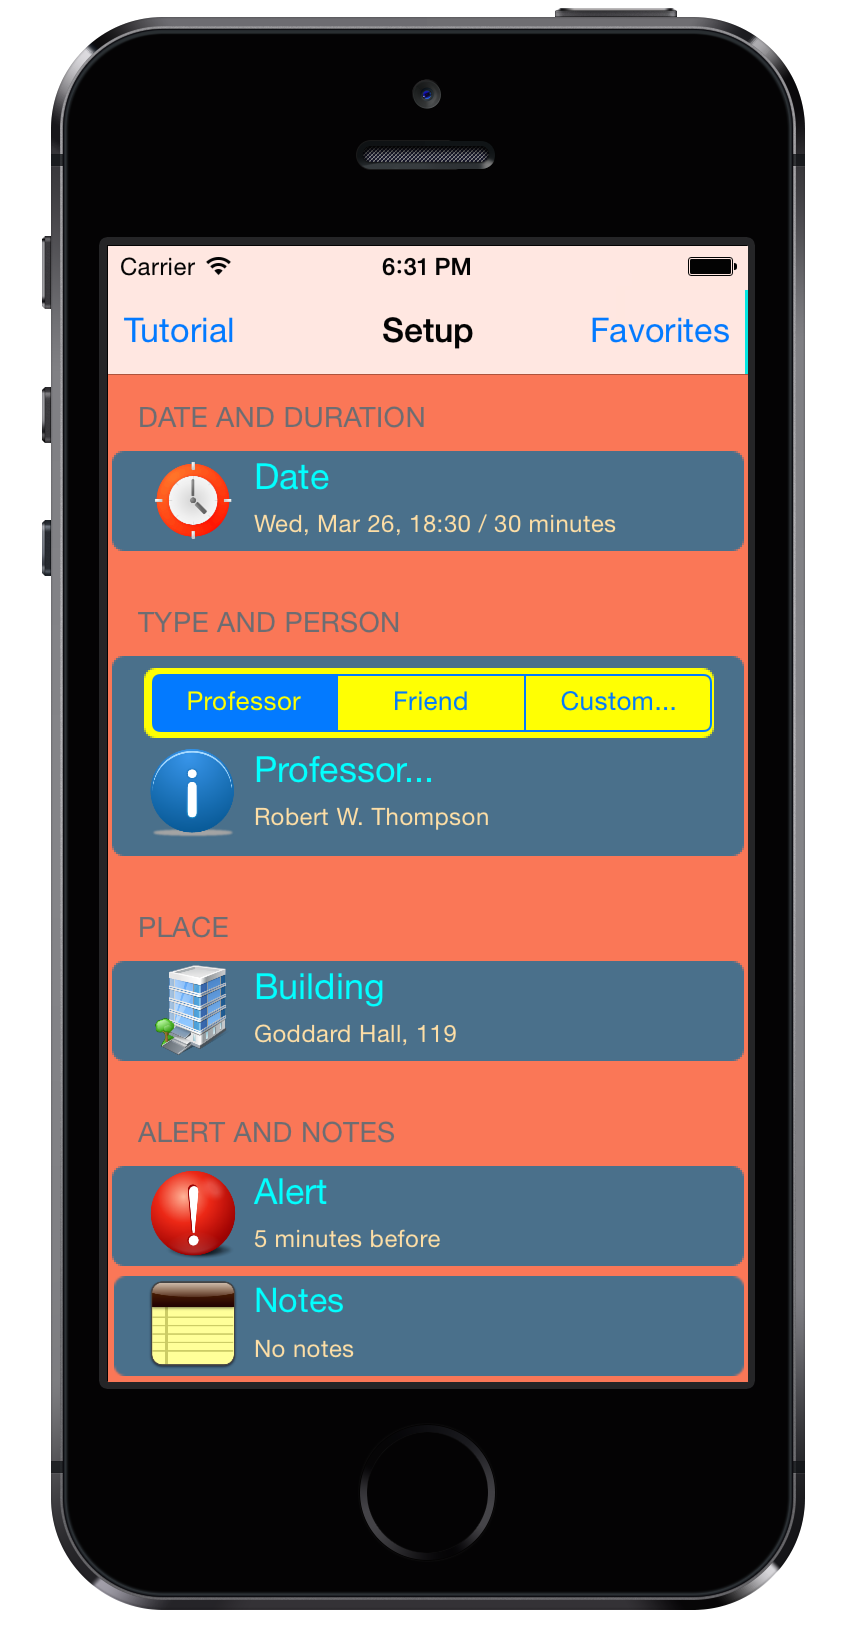 Carrier 6:31 PM
Tutorial Setup Favorites
DATE AND DURATION
Date
Wed, Mar 26, 18:30 / 30 minutes
TYPE AND PERSON
Professor Friend Custom...
Professor...
Robert W. Thompson
PLACE
Building
Goddard Hall, 119
ALERT AND NOTES
Alert
5 minutes before
Notes
No notes